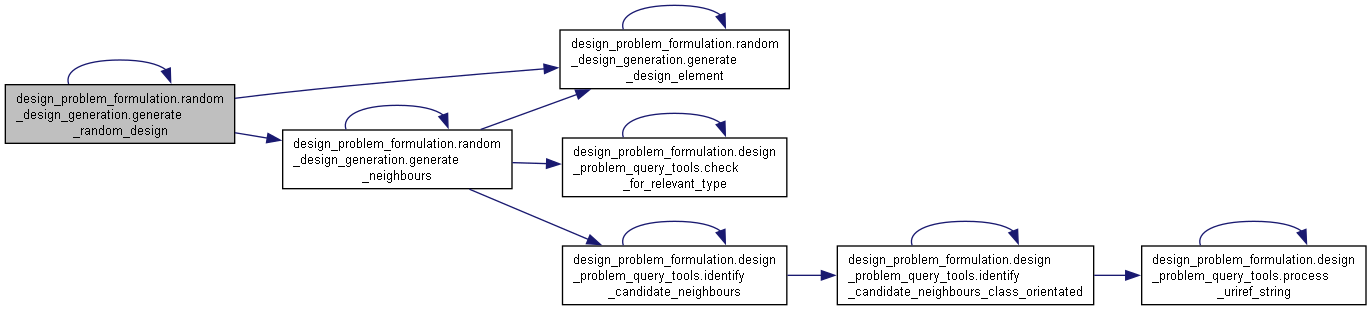 design_problem_formulation.random
_design_generation.generate
_random_design
design_problem_formulation.random
_design_generation.generate
_neighbours
design_problem_formulation.random
_design_generation.generate
_design_element
design_problem_formulation.design
_problem_query_tools.check
_for_relevant_type
design_problem_formulation.design
_problem_query_tools.identify
_candidate_neighbours
design_problem_formulation.design
_problem_query_tools.identify
_candidate_neighbours_class_orientated
design_problem_formulation.design
_problem_query_tools.process
_uriref_string